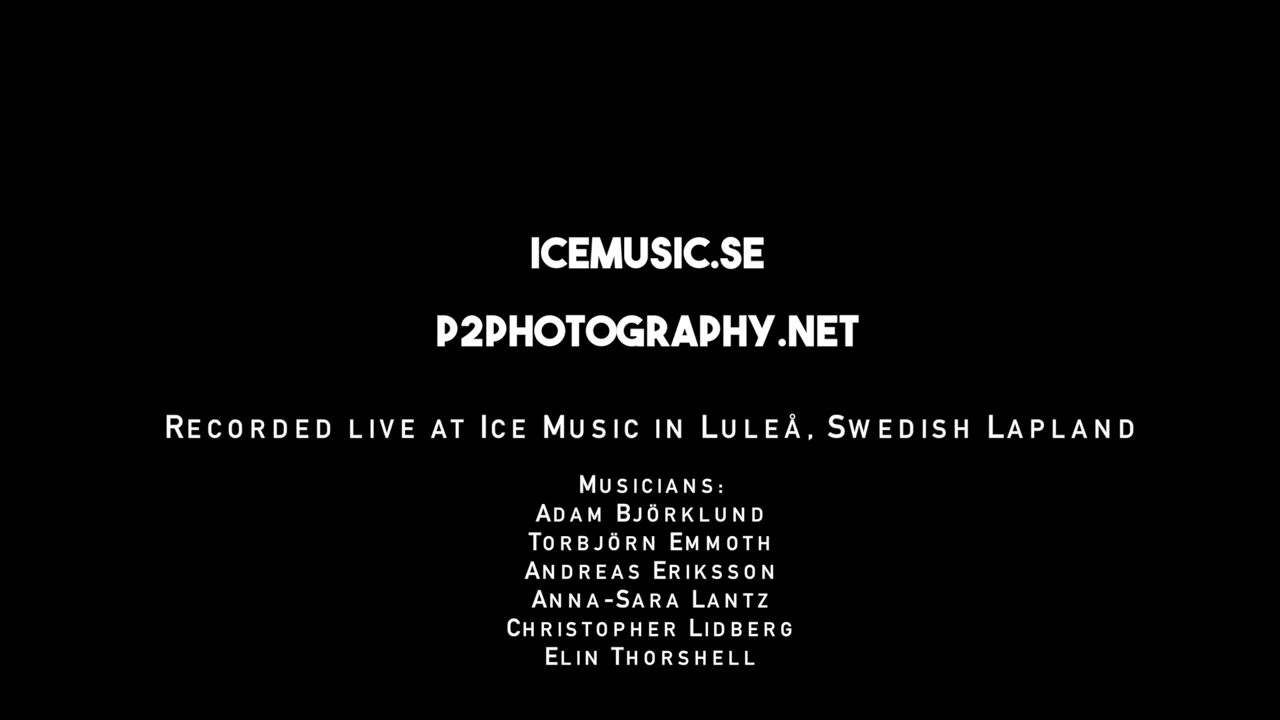 ICEMUSIC.SE
P2PHOTOGRAPHY.NET
Recorded live at Ice Music in Luleå, Swedish Lapland
Musicians:
Adam Björklund
Torbjörn Emmoth
Andreas Eriksson
Anna-Sara Lantz
Christopher Lidberg
Elin Thorshell